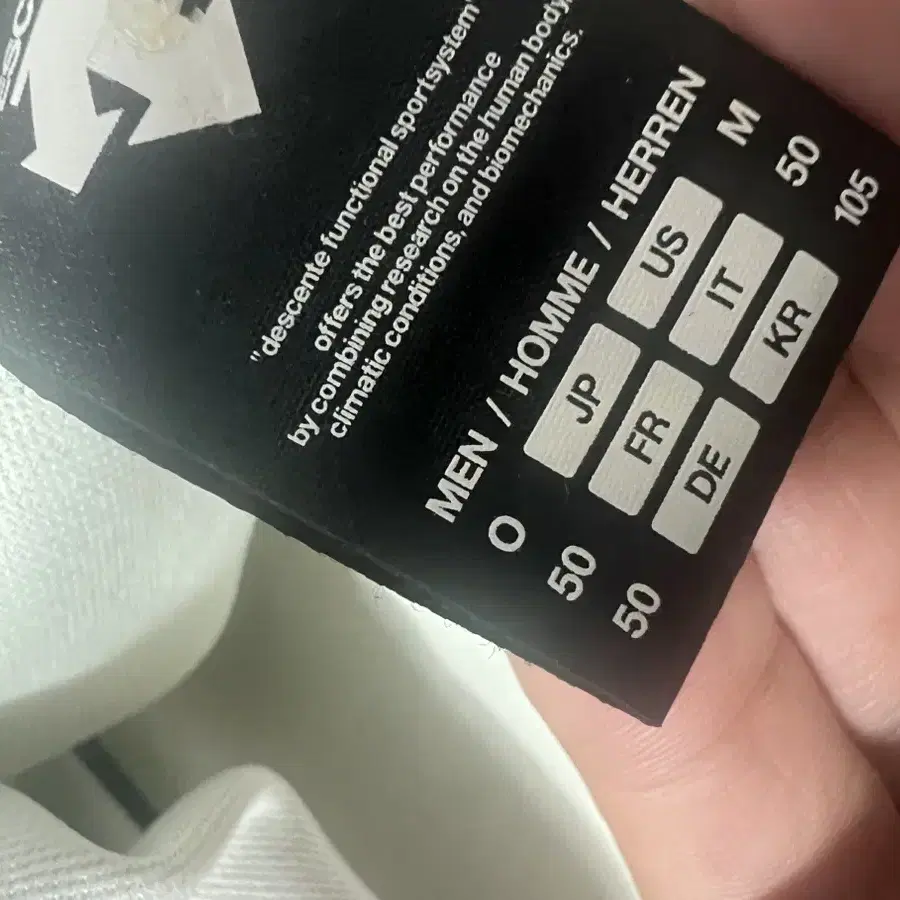 "descente functional sportsystem"
offers the best performance
by combining research on the human body,
climatic conditions, and biomechanics.
MEN / HOMME / HERREN
O JP US M
50 FR IT 50
50 DE KR 105